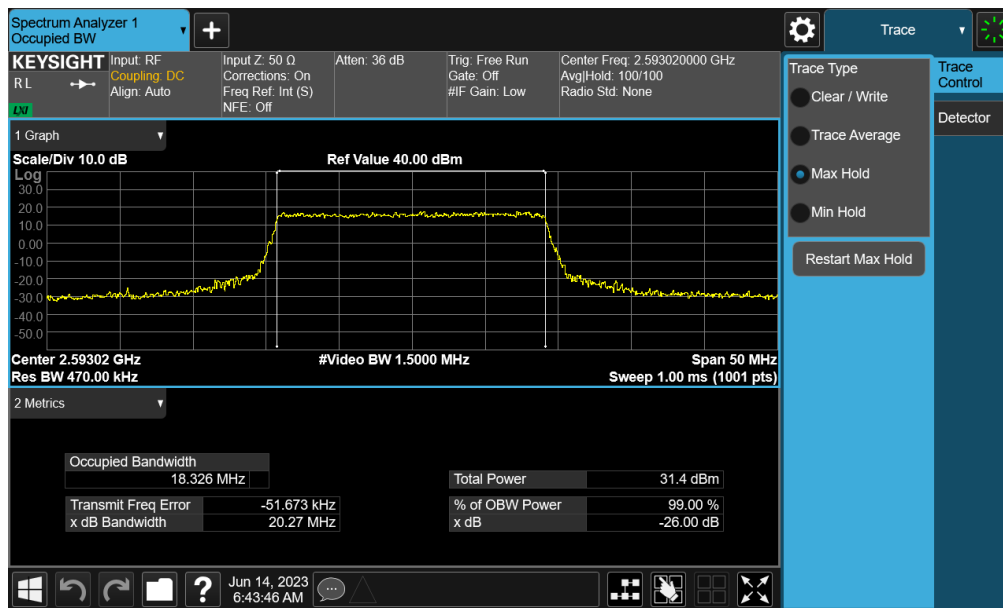 Spectrum Analyzer 1
Occupied BW
Trace
KEYSIGHT
RL
LXI
Input: RF
Coupling: DC
Align: Auto
Input Z: 50 Ω
Corrections: On
Freq Ref: Int (S)
NFE: Off
Atten: 36 dB
Trig: Free Run
Gate: Off
#IF Gain: Low
Center Freq: 2.593020000 GHz
Avg|Hold: 100/100
Radio Std: None
Trace Type
Clear / Write
Trace Average
Max Hold
Min Hold
Restart Max Hold
Trace
Control
Detector
1 Graph
Scale/Div 10.0 dB
Ref Value 40.00 dBm
Log
30.0
20.0
10.0
0.00
-10.0
-20.0
-30.0
-40.0
-50.0
Center 2.59302 GHz
#Video BW 1.5000 MHz
Span 50 MHz
Res BW 470.00 kHz
Sweep 1.00 ms (1001 pts)
2 Metrics
Occupied Bandwidth
18.326 MHz
Total Power 31.4 dBm
Transmit Freq Error -51.673 kHz
% of OBW Power 99.00 %
x dB Bandwidth 20.27 MHz
x dB -26.00 dB
?
Jun 14, 2023
6:43:46 AM